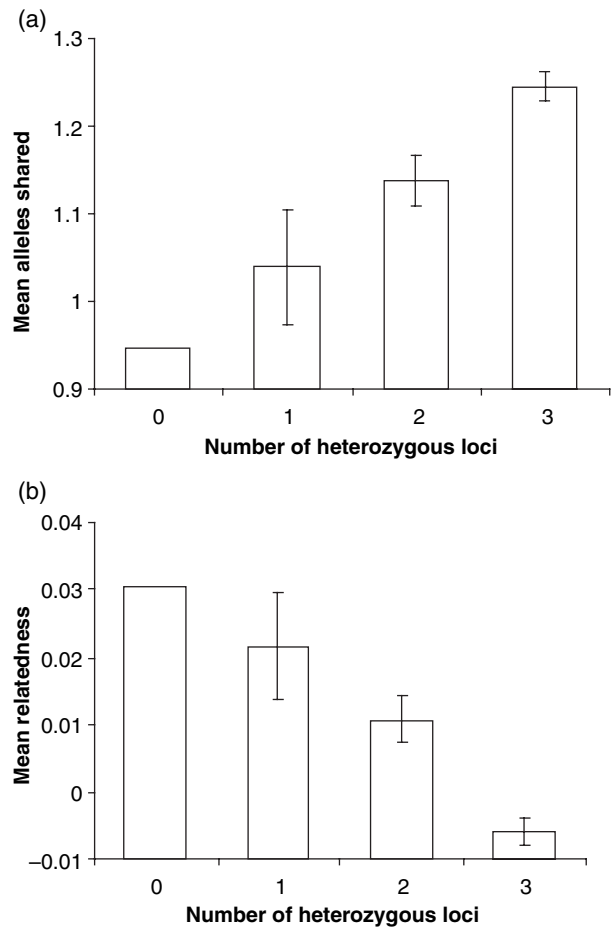 (a)
1.3
1.2
1.1
1
0.9
Mean alleles shared
0 1 2 3
Number of heterozygous loci
(b)
0.04
0.03
0.02
0.01
0
−0.01
Mean relatedness
0 1 2 3
Number of heterozygous loci